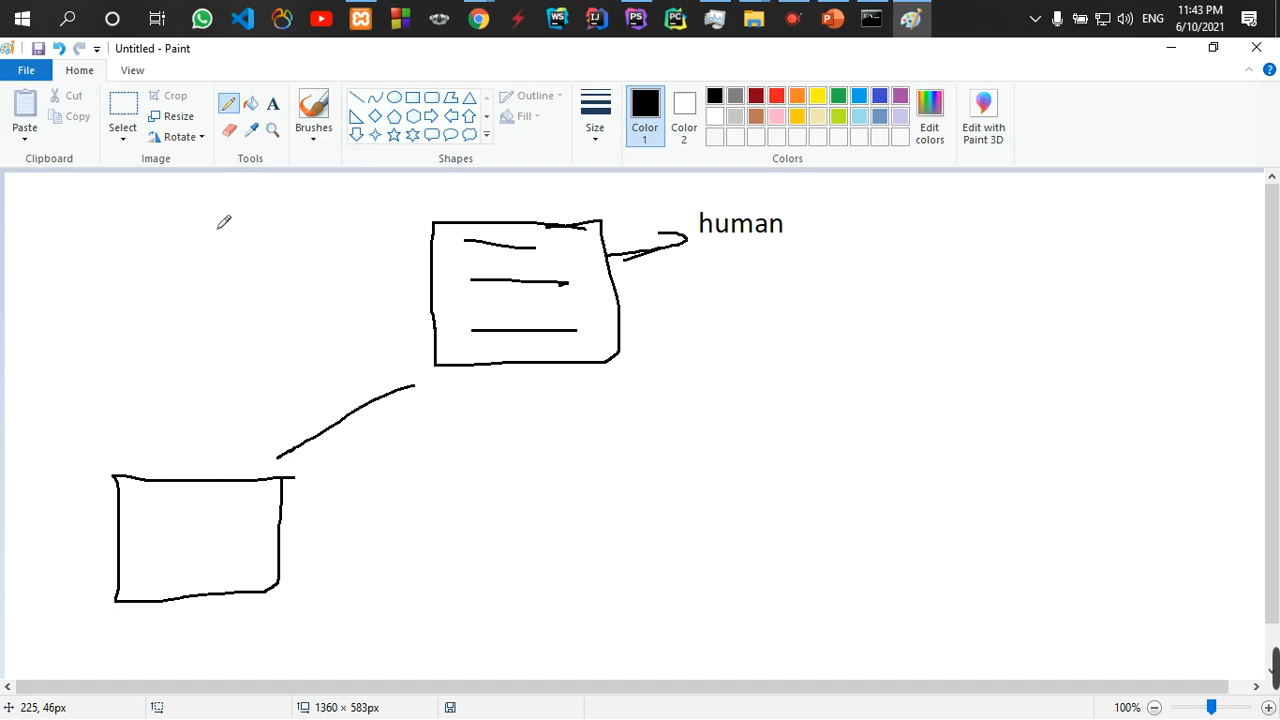 11:43 PM
ENG
6/10/2021
Untitled - Paint
File
Home
View
Paste
Cut
Copy
Clipboard
Select
Crop
Resize
Rotate
Image
A
Tools
Brushes
Outline
Fill
Shapes
Size
Color 1
Color 2
Edit colors
Colors
Edit with Paint 3D
human
225, 46px
1360 × 583px
100%